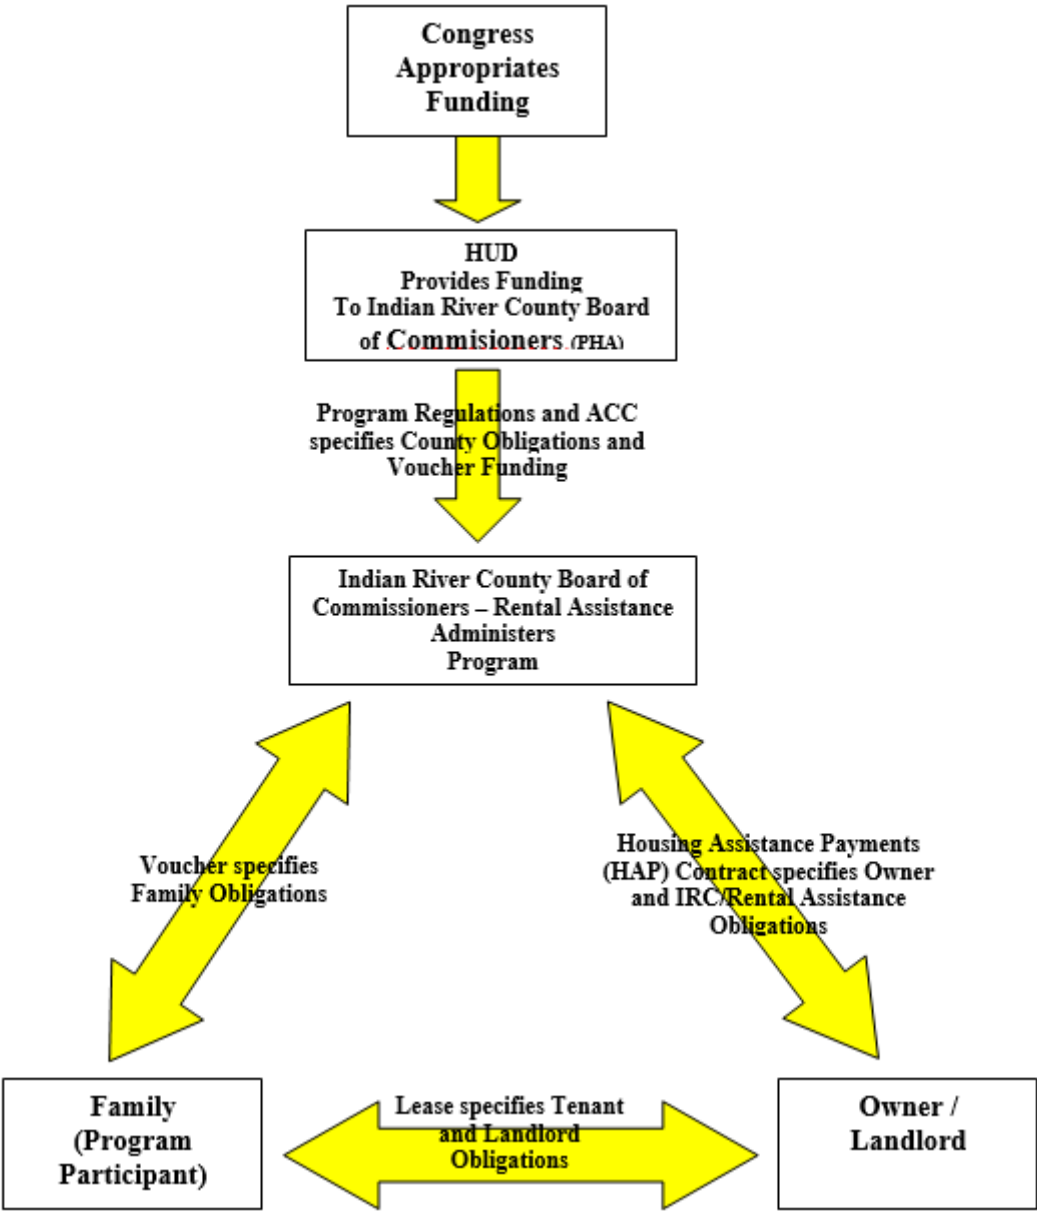 Congress
Appropriates
Funding
HUD
Provides Funding
To Indian River County Board
of Commisioners (PHA)
Program Regulations and ACC
specifies County Obligations and
Voucher Funding
Indian River County Board of
Commissioners – Rental Assistance
Administers
Program
Voucher specifies
Family Obligations
Housing Assistance Payments
(HAP) Contract specifies Owner
and IRC/Rental Assistance
Obligations
Family
(Program
Participant)
Lease specifies Tenant
and Landlord
Obligations
Owner /
Landlord